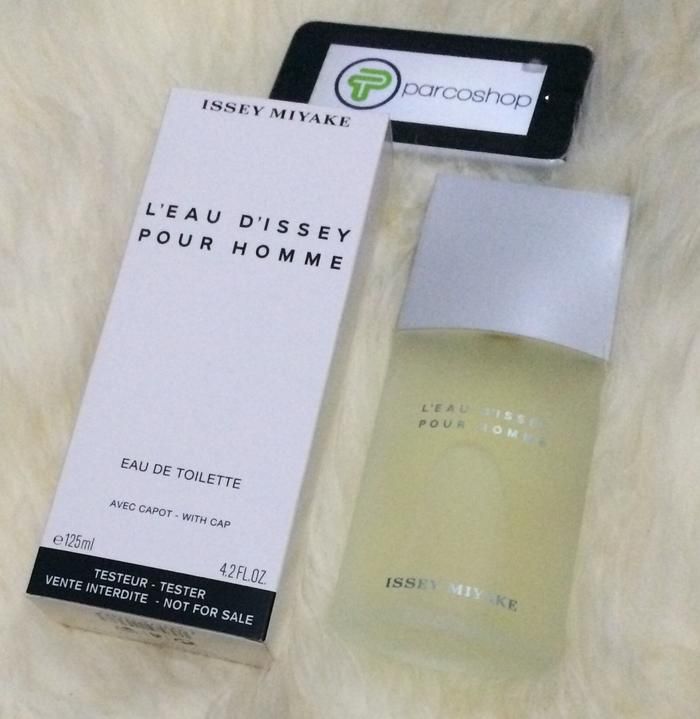 parcoshop
ISSEY MIYAKE
L'EAU D'ISSEY
POUR HOMME
EAU DE TOILETTE
AVEC CAPOT - WITH CAP
e125ml
4.2FL.OZ.
TESTEUR - TESTER
VENTE INTERDITE - NOT FOR SALE
L'EAU D'ISSEY
POUR HOMME
ISSEY MIYAKE